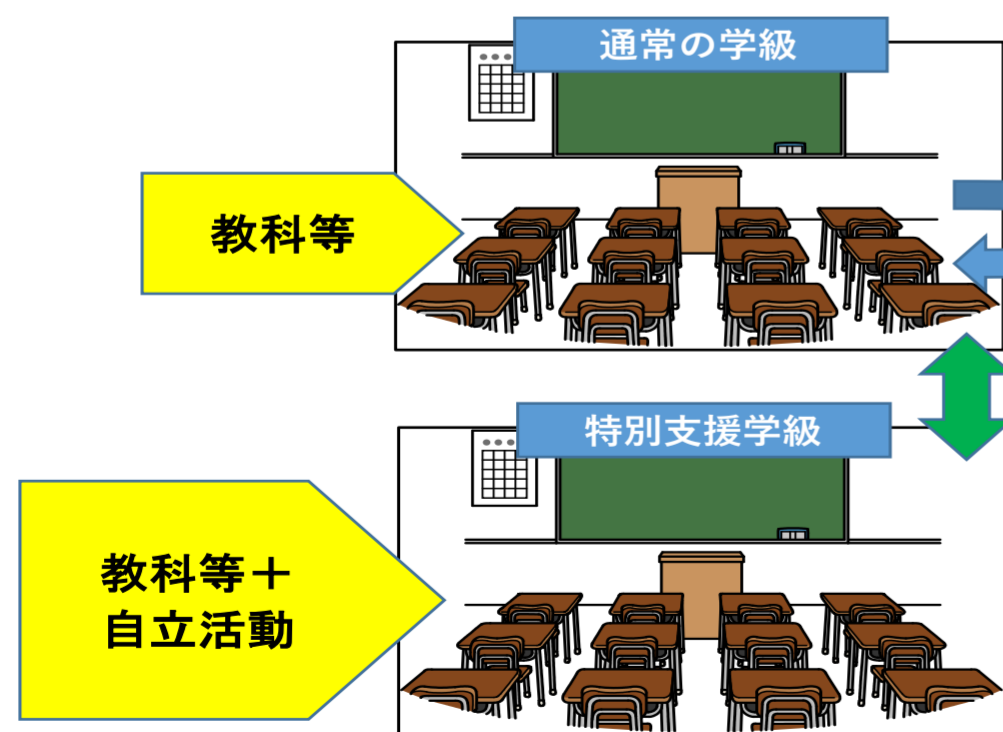 通常の学級
教科等
特別支援学級
教科等＋
自立活動